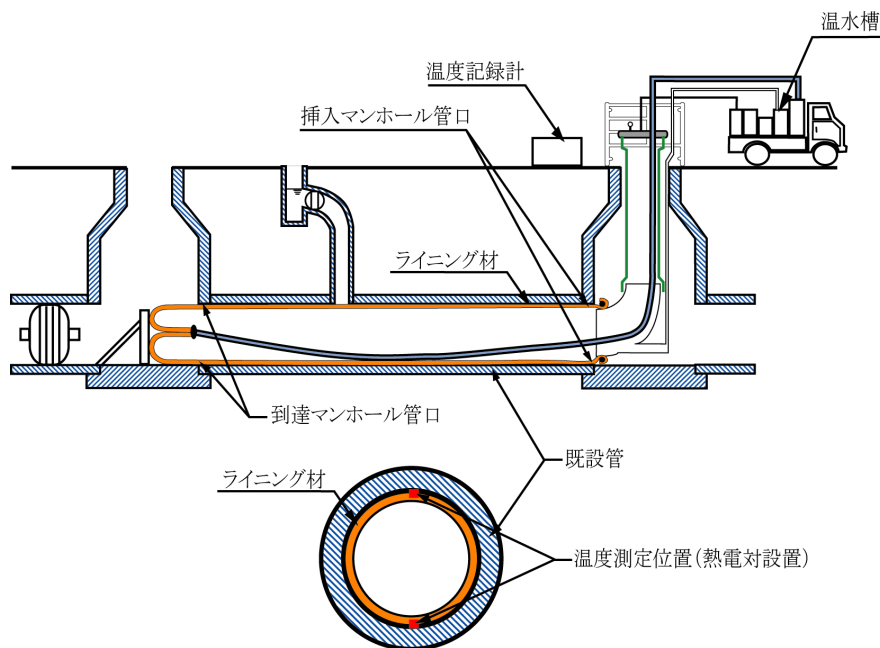 温水槽
温度記録計
挿入マンホール管口
ライニング材
到達マンホール管口
既設管
ライニング材
温度測定位置(熱電対設置)